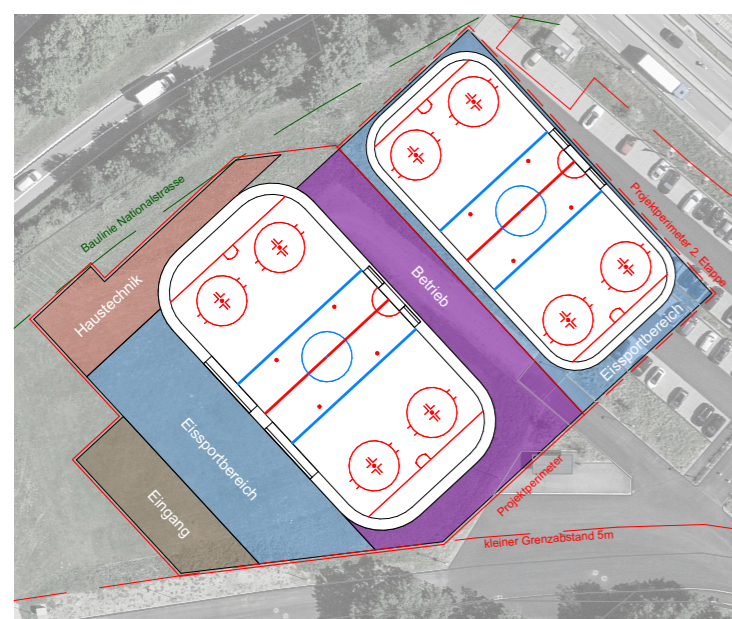 Baulinie Nationalstrasse
Projektperimeter 2. Etappe
Haustechnik
Betrieb
Eissportbereich
Eissportbereich
Eingang
Projektperimeter
kleiner Grenzabstand 5m